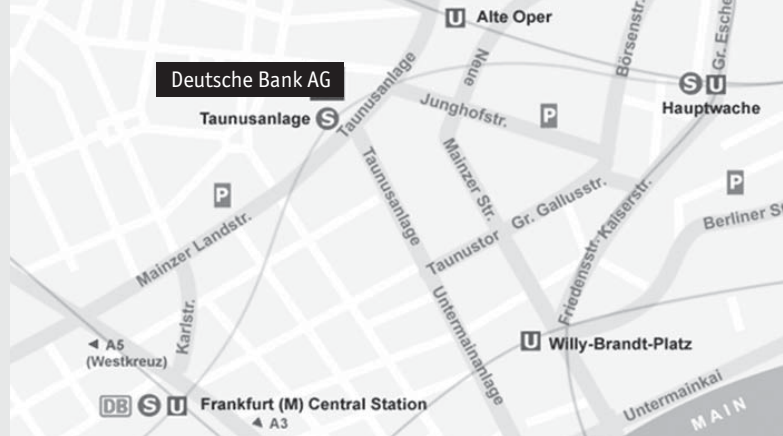 U Alte Oper
Börsenstr.
Gr. Esche
Neue
Deutsche Bank AG
Taunusanlage
S U
Hauptwache
Taunusanlage S
Junghofstr.
P
Mainzer Str.
Taunusanlage
P
P
Gr. Gallusstr.
Kaiserstr.
Berliner St
Mainzer Landstr.
Taunustor
Friedensstr.
Karlstr.
Untermainanlage
A5
(Westkreuz)
U Willy-Brandt-Platz
DB S U Frankfurt (M) Central Station
A3
Untermainkai
MAIN